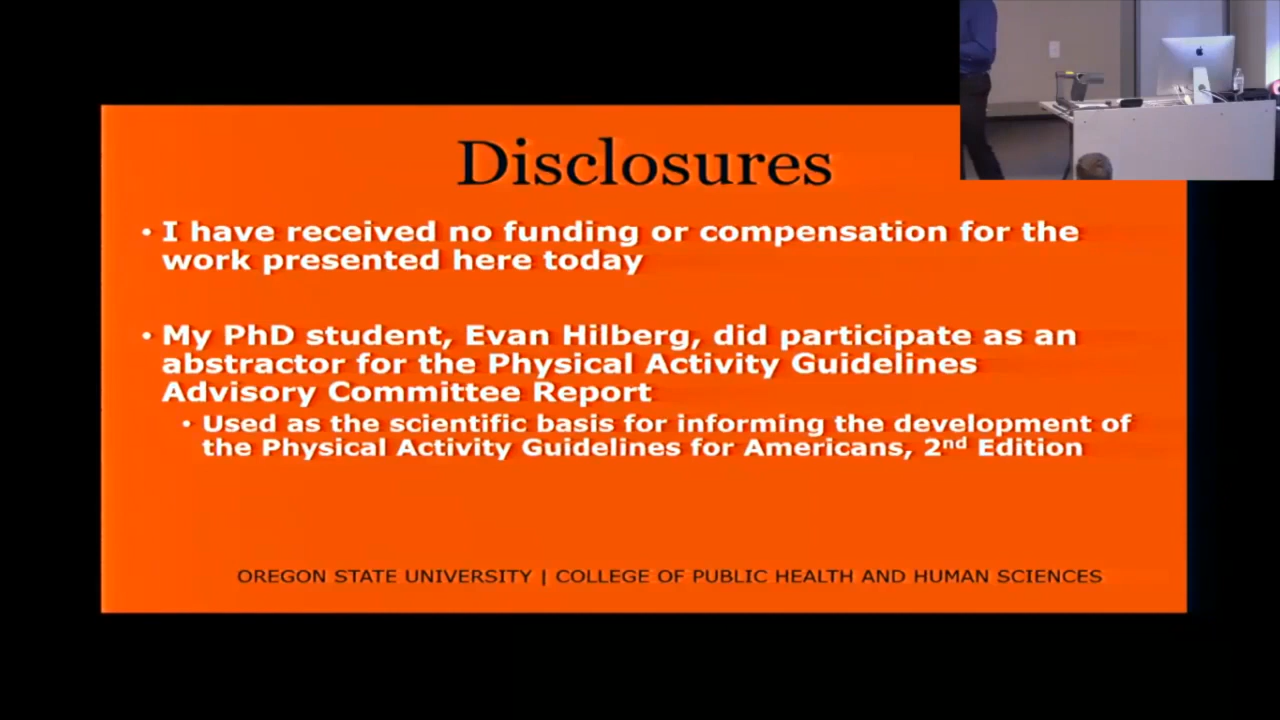 Disclosures
• I have received no funding or compensation for the
work presented here today
• My PhD student, Evan Hilberg, did participate as an
abstractor for the Physical Activity Guidelines
Advisory Committee Report
• Used as the scientific basis for informing the development of
the Physical Activity Guidelines for Americans, 2nd Edition
OREGON STATE UNIVERSITY | COLLEGE OF PUBLIC HEALTH AND HUMAN SCIENCES